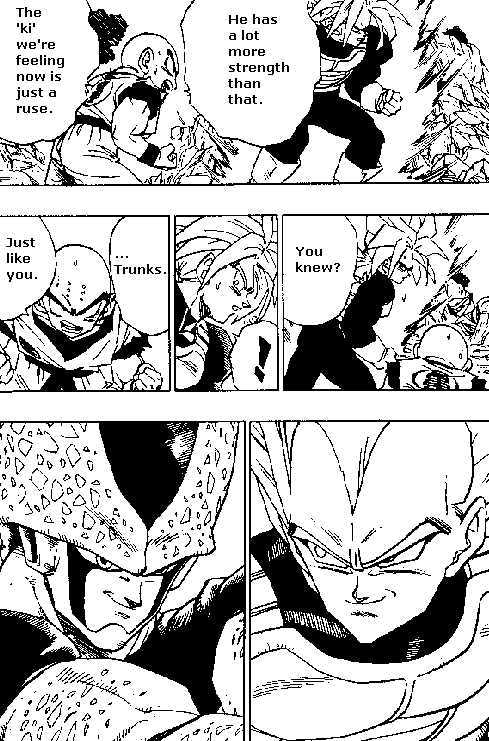 He has
a lot
more
strength
than
that.
The
'ki'
we're
feeling
now is
just a
ruse.
You
knew?
!
...
Trunks.
Just
like
you.